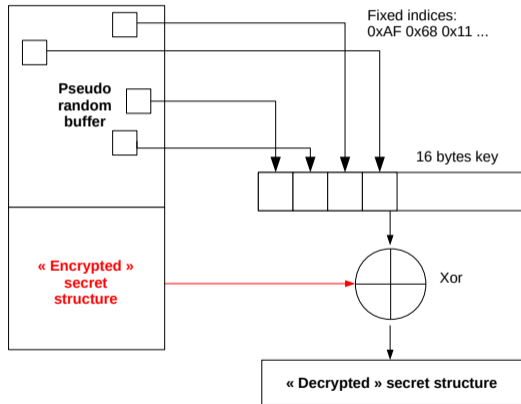 Fixed indices:
0xAF 0x68 0x11 ...
Pseudo
random
buffer
16 bytes key
« Encrypted »
secret
structure
Xor
« Decrypted » secret structure